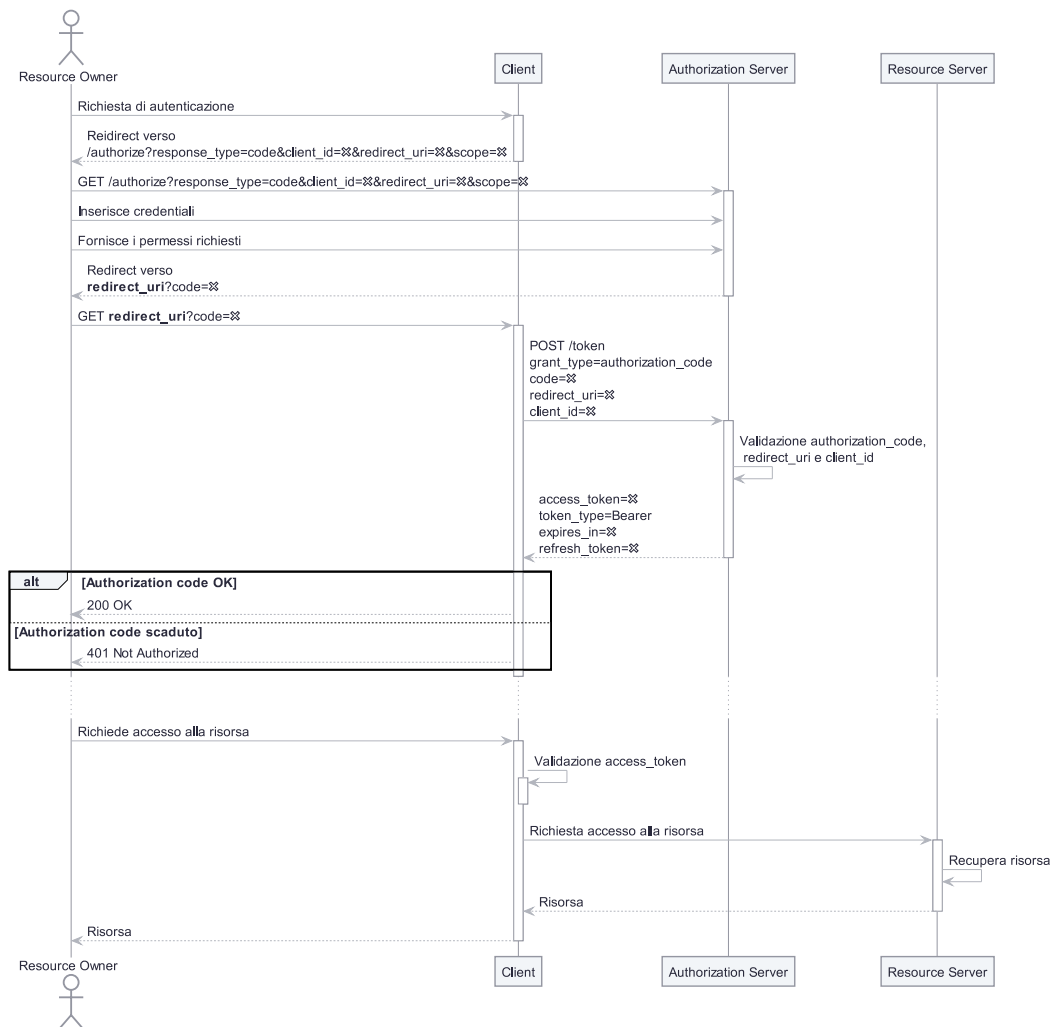 Resource Owner
Client
Authorization Server
Resource Server
Richiesta di autenticazione
Reidirect verso
/authorize?response_type=code&client_id=⌘&redirect_uri=⌘&scope=⌘
GET /authorize?response_type=code&client_id=⌘&redirect_uri=⌘&scope=⌘
Inserisce credentiali
Fornisce i permessi richiesti
Redirect verso
redirect_uri?code=⌘
GET redirect_uri?code=⌘
POST /token
grant_type=authorization_code
code=⌘
redirect_uri=⌘
client_id=⌘
Validazione authorization_code,
redirect_uri e client_id
access_token=⌘
token_type=Bearer
expires_in=⌘
refresh_token=⌘
alt [Authorization code OK]
200 OK
[Authorization code scaduto]
401 Not Authorized
Richiede accesso alla risorsa
Validazione access_token
Richiesta accesso alla risorsa
Recupera risorsa
Risorsa
Risorsa
Resource Owner
Client
Authorization Server
Resource Server